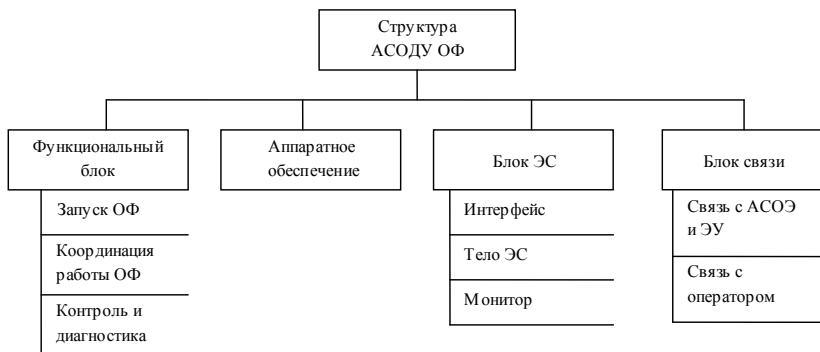 Структура
АСОДУ ОФ
Функциональный
блок
Аппаратное
обеспечение
Блок ЭС
Блок связи
Запуск ОФ
Координация
работы ОФ
Контроль и
диагностика
Интерфейс
Тело ЭС
Монитор
Связь с АСОЭ
и ЭУ
Связь с
оператором